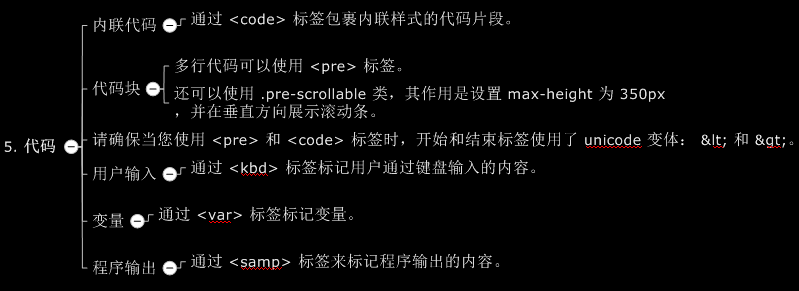 5. 代码
内联代码
通过 <code> 标签包裹内联样式的代码片段。
代码块
多行代码可以使用 <pre> 标签。
还可以使用 .pre-scrollable 类，其作用是设置 max-height 为 350px
，并在垂直方向展示滚动条。
请确保当您使用 <pre> 和 <code> 标签时，开始和结束标签使用了 unicode 变体： &lt; 和 &gt;。
用户输入
通过 <kbd> 标签标记用户通过键盘输入的内容。
变量
通过 <var> 标签标记变量。
程序输出
通过 <samp> 标签来标记程序输出的内容。